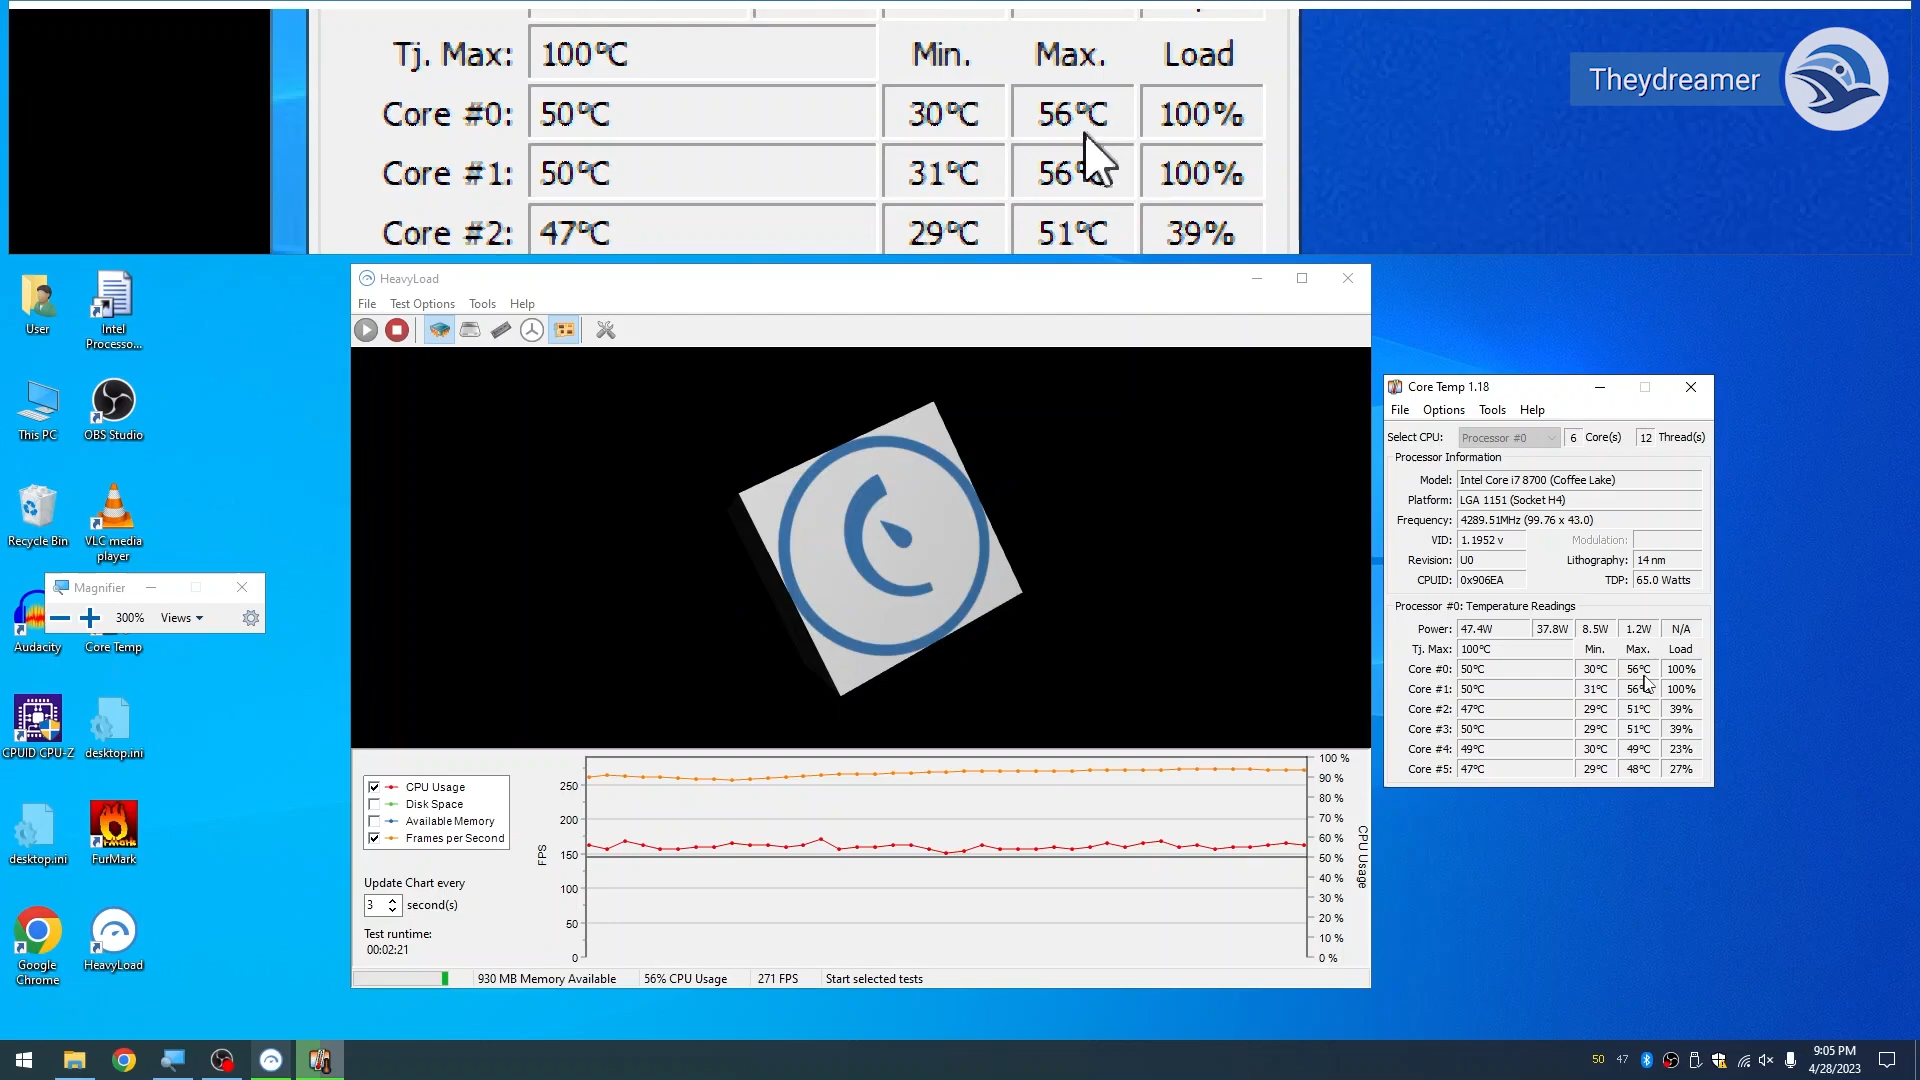 Tj. Max: 100°C Min. Max. Load
Core #0: 50°C 30°C 56°C 100%
Core #1: 50°C 31°C 56°C 100%
Core #2: 47°C 29°C 51°C 39%
Theydreamer
User
Intel Processo...
This PC
OBS Studio
Recycle Bin
VLC media player
Magnifier
300% Views
Audacity
Core Temp
CPUID CPU-Z
desktop.ini
desktop.ini
FurMark
Google Chrome
HeavyLoad
HeavyLoad
File Test Options Tools Help
CPU Usage
Disk Space
Available Memory
Frames per Second
Update Chart every
3 second(s)
Test runtime:
00:02:21
FPS
250
200
150
100
50
0
100 %
90 %
80 %
70 %
60 %
50 %
40 %
30 %
20 %
10 %
0 %
CPU Usage
930 MB Memory Available 56% CPU Usage 271 FPS Start selected tests
Core Temp 1.18
File Options Tools Help
Select CPU: Processor #0 6 Core(s) 12 Thread(s)
Processor Information
Model: Intel Core i7 8700 (Coffee Lake)
Platform: LGA 1151 (Socket H4)
Frequency: 4289.51MHz (99.76 x 43.0)
VID: 1.1952 v Modulation:
Revision: U0 Lithography: 14 nm
CPUID: 0x906EA TDP: 65.0 Watts
Processor #0: Temperature Readings
Power: 47.4W 37.8W 8.5W 1.2W N/A
Tj. Max: 100°C Min. Max. Load
Core #0: 50°C 30°C 56°C 100%
Core #1: 50°C 31°C 56°C 100%
Core #2: 47°C 29°C 51°C 39%
Core #3: 50°C 29°C 51°C 39%
Core #4: 49°C 30°C 49°C 23%
Core #5: 47°C 29°C 48°C 27%
50 47
9:05 PM
4/28/2023